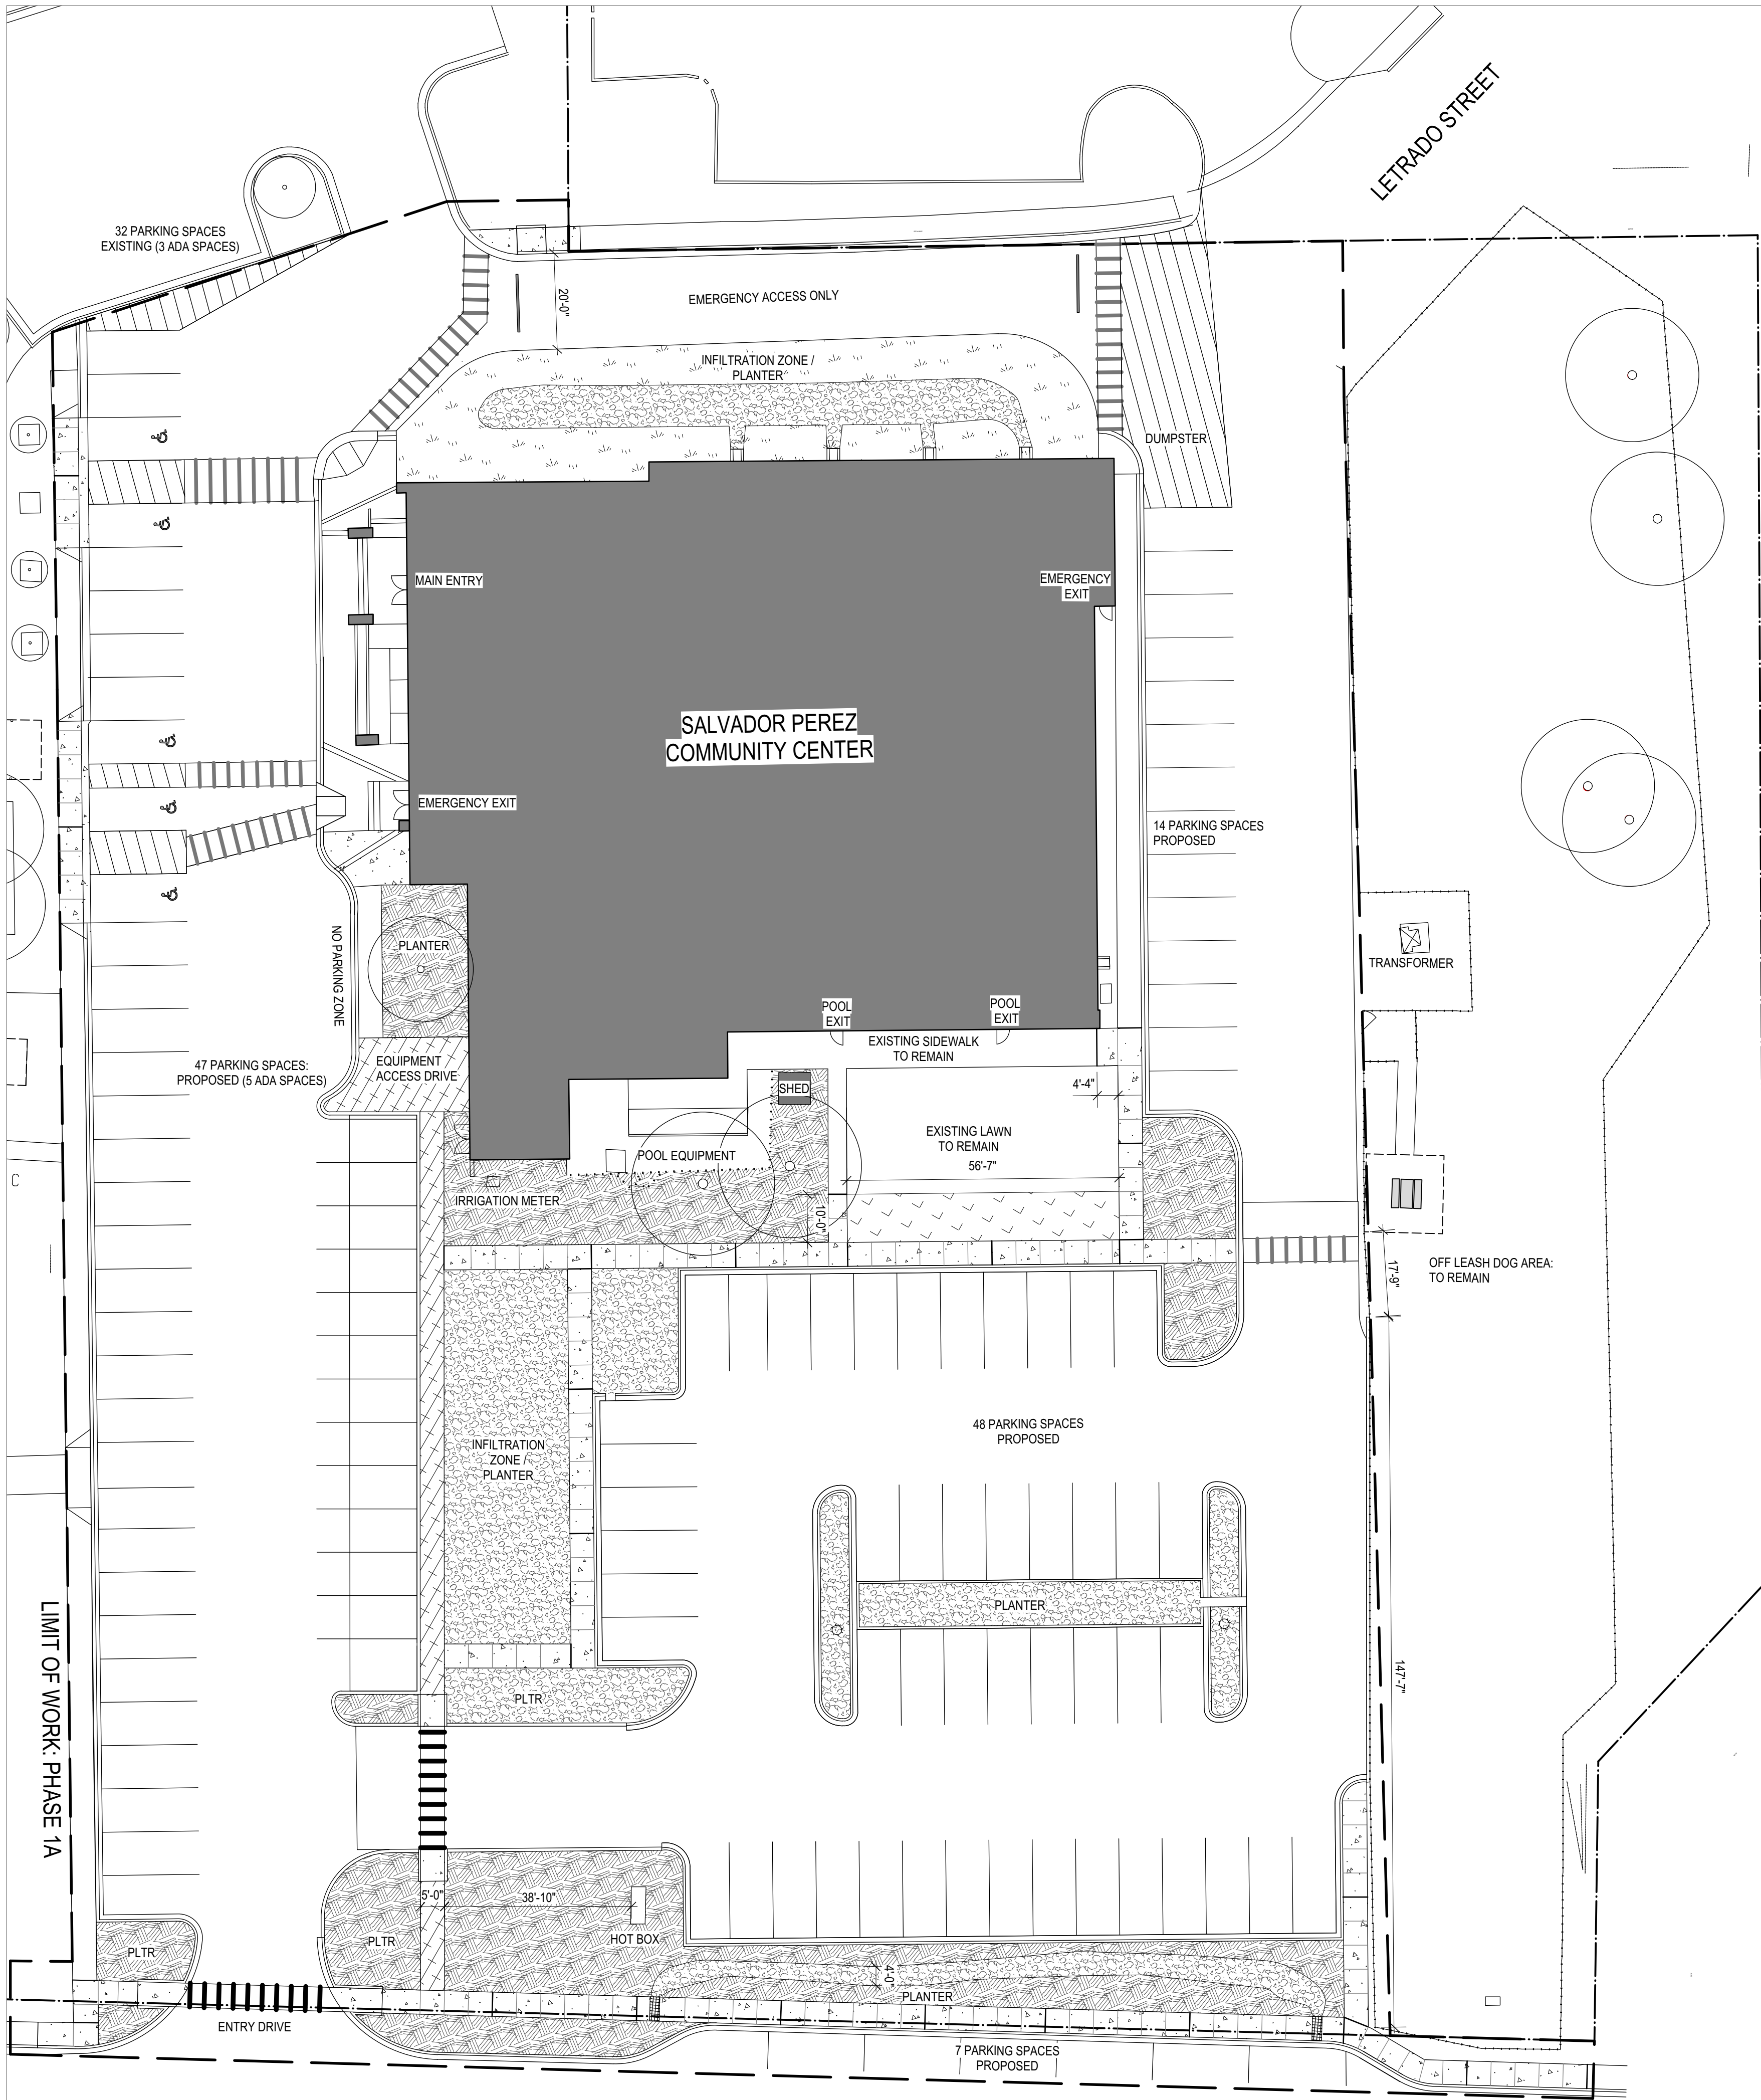 LETRADO STREET
32 PARKING SPACES
EXISTING (3 ADA SPACES)
20'-0"
EMERGENCY ACCESS ONLY
INFILTRATION ZONE /
PLANTER
DUMPSTER
MAIN ENTRY
EMERGENCY
EXIT
SALVADOR PEREZ
COMMUNITY CENTER
EMERGENCY EXIT
14 PARKING SPACES
PROPOSED
NO PARKING ZONE
PLANTER
TRANSFORMER
POOL
EXIT
POOL
EXIT
EXISTING SIDEWALK
TO REMAIN
47 PARKING SPACES:
PROPOSED (5 ADA SPACES)
EQUIPMENT
ACCESS DRIVE
SHED
4'-4"
EXISTING LAWN
TO REMAIN
56'-7"
POOL EQUIPMENT
IRRIGATION METER
10'-0"
17'-9"
OFF LEASH DOG AREA:
TO REMAIN
48 PARKING SPACES
PROPOSED
INFILTRATION
ZONE /
PLANTER
PLANTER
LIMIT OF WORK: PHASE 1A
147'-7"
PLTR
5'-0"
38'-10"
HOT BOX
PLTR
PLTR
4'-0"
PLANTER
ENTRY DRIVE
7 PARKING SPACES
PROPOSED